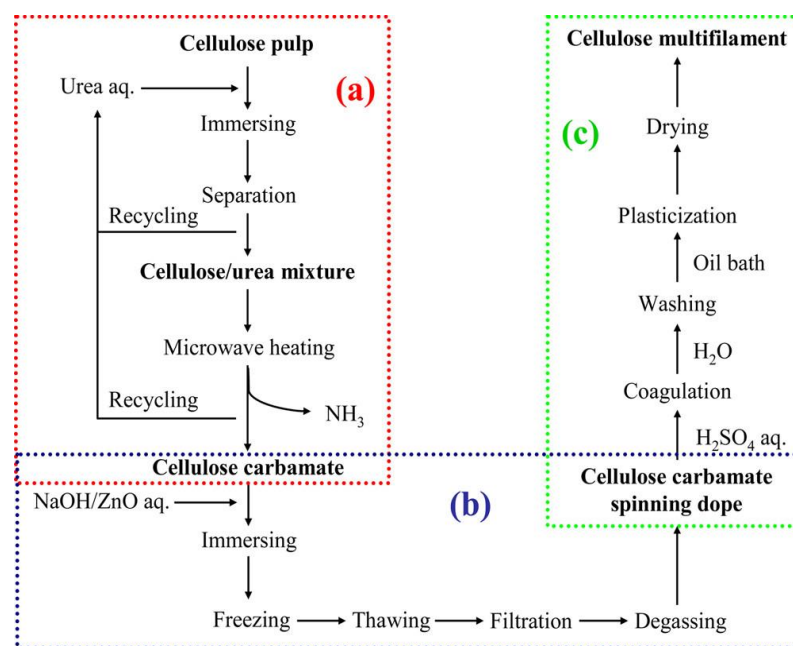 Cellulose pulp
Urea aq.
(a)
Immersing
Separation
Recycling
Cellulose/urea mixture
Microwave heating
Recycling
NH₃
Cellulose carbamate
NaOH/ZnO aq.
(b)
Immersing
Freezing
Thawing
Filtration
Degassing
Cellulose multifilament
(c)
Drying
Plasticization
Oil bath
Washing
H₂O
Coagulation
H₂SO₄ aq.
Cellulose carbamate
spinning dope